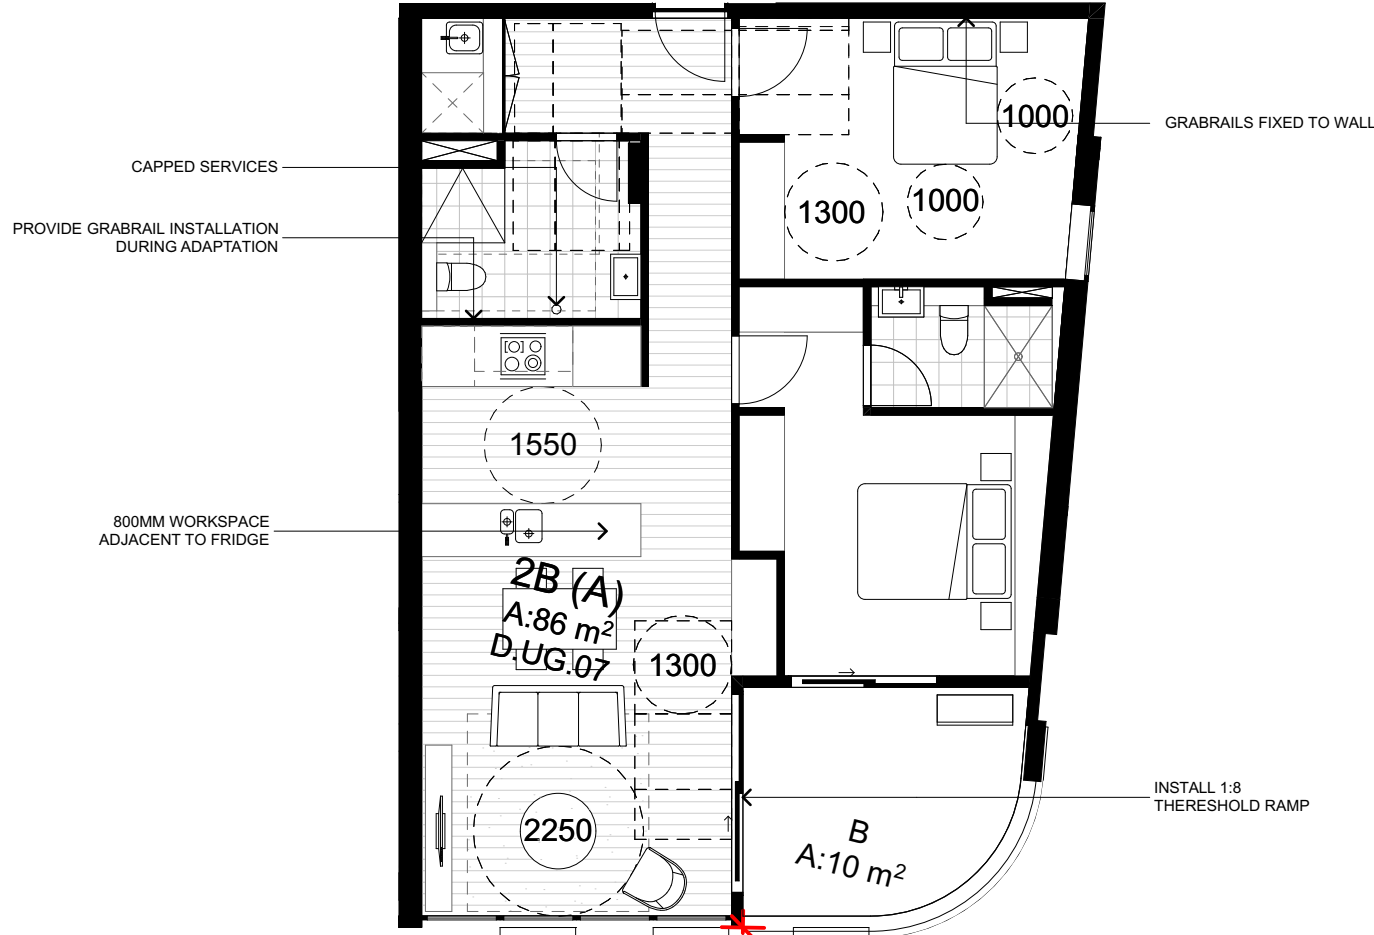 1000
GRABRAILS FIXED TO WALL
CAPPED SERVICES
1300
1000
PROVIDE GRABRAIL INSTALLATION
DURING ADAPTATION
1550
800MM WORKSPACE
ADJACENT TO FRIDGE
2B (A)
A:86 m²
D.UG.07
1300
INSTALL 1:8
THERESHOLD RAMP
2250
B
A:10 m²